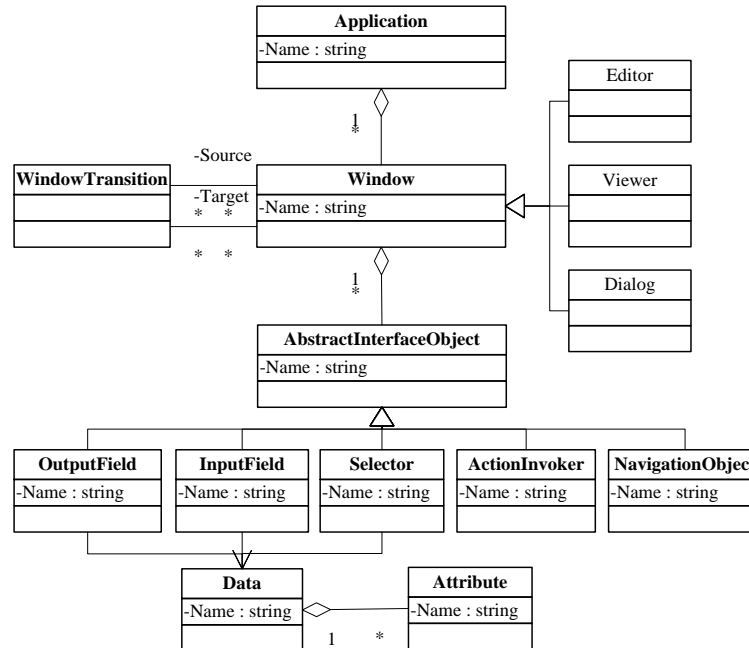 Application
-Name : string
1
*
Editor
-Source
WindowTransition
Window
-Name : string
-Target
* *
* *
Viewer
1
*
Dialog
AbstractInterfaceObject
-Name : string
OutputField
-Name : string
InputField
-Name : string
Selector
-Name : string
ActionInvoker
-Name : string
NavigationObjec
-Name : string
Data
-Name : string
Attribute
-Name : string
1 *